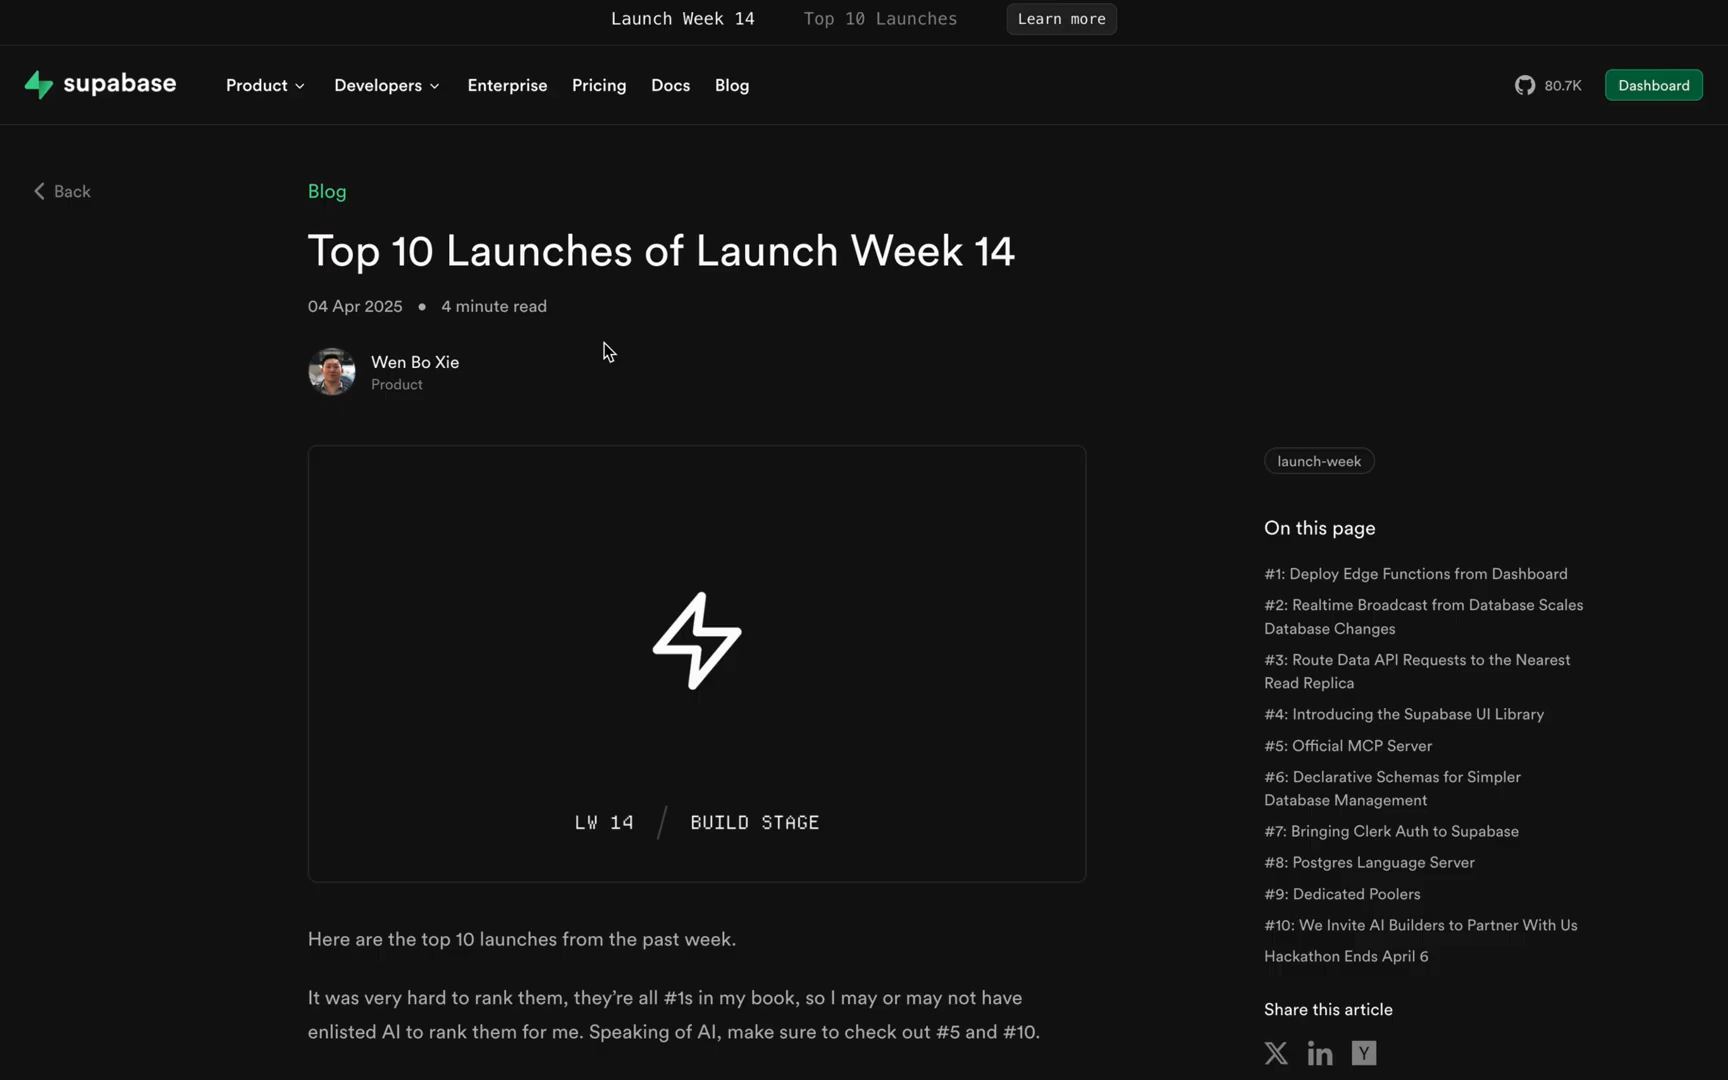 Launch Week 14 Top 10 Launches Learn more
supabase Product Developers Enterprise Pricing Docs Blog 80.7K Dashboard
Back
Blog
Top 10 Launches of Launch Week 14
04 Apr 2025 • 4 minute read
Wen Bo Xie
Product
LW 14 / BUILD STAGE
Here are the top 10 launches from the past week.
It was very hard to rank them, they’re all #1s in my book, so I may or may not have
enlisted AI to rank them for me. Speaking of AI, make sure to check out #5 and #10.
launch-week
On this page
#1: Deploy Edge Functions from Dashboard
#2: Realtime Broadcast from Database Scales
Database Changes
#3: Route Data API Requests to the Nearest
Read Replica
#4: Introducing the Supabase UI Library
#5: Official MCP Server
#6: Declarative Schemas for Simpler
Database Management
#7: Bringing Clerk Auth to Supabase
#8: Postgres Language Server
#9: Dedicated Poolers
#10: We Invite AI Builders to Partner With Us
Hackathon Ends April 6
Share this article
X in Y